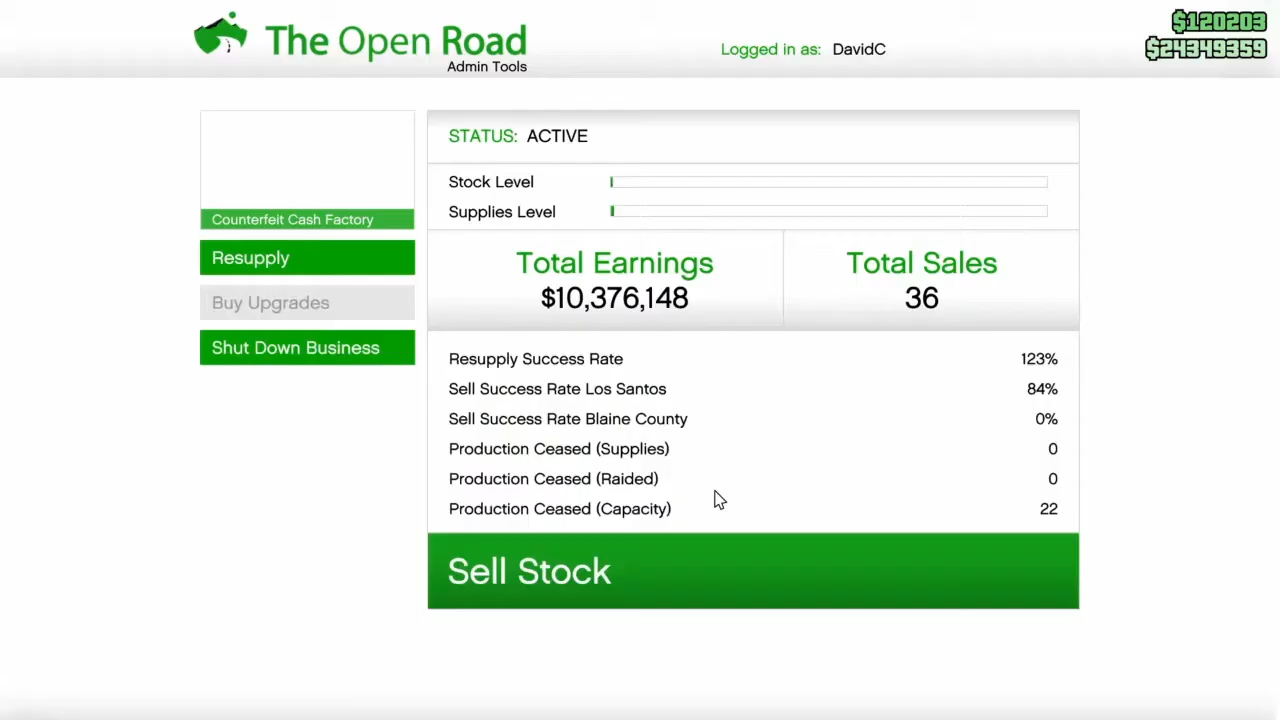 The Open Road
Admin Tools
Logged in as: DavidC
$120203
$24349359
Counterfeit Cash Factory
Resupply
Buy Upgrades
Shut Down Business
STATUS: ACTIVE
Stock Level
Supplies Level
Total Earnings
$10,376,148
Total Sales
36
Resupply Success Rate 123%
Sell Success Rate Los Santos 84%
Sell Success Rate Blaine County 0%
Production Ceased (Supplies) 0
Production Ceased (Raided) 0
Production Ceased (Capacity) 22
Sell Stock